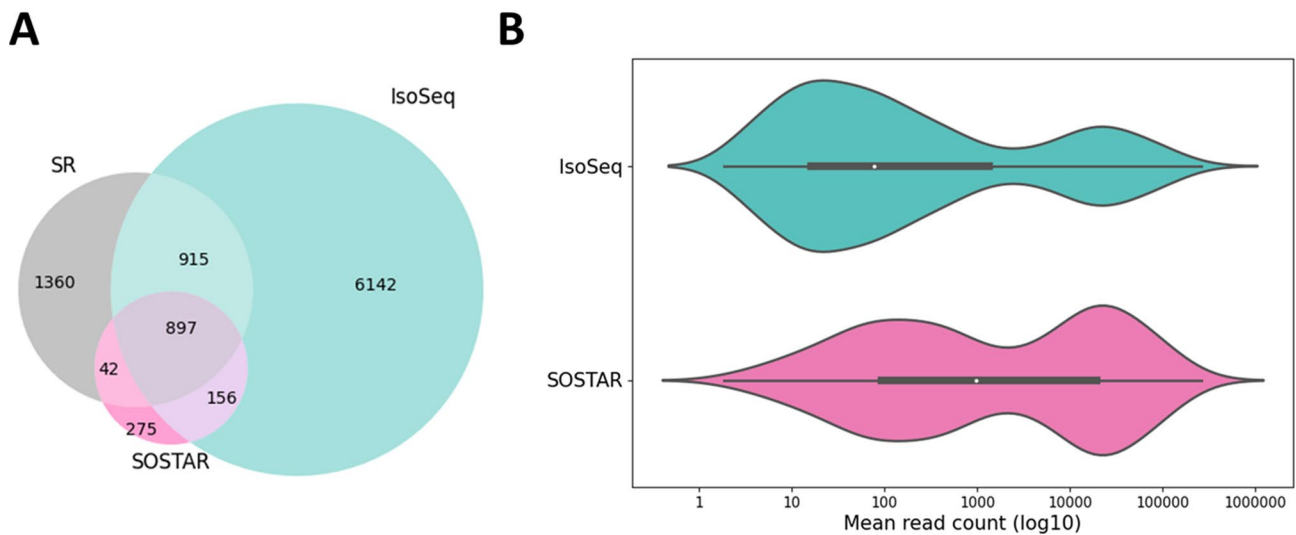 A
B
IsoSeq
SR
915
1360
6142
897
42
156
275
SOSTAR
IsoSeq
SOSTAR
1 10 100 1000 10000 100000 1000000
Mean read count (log10)